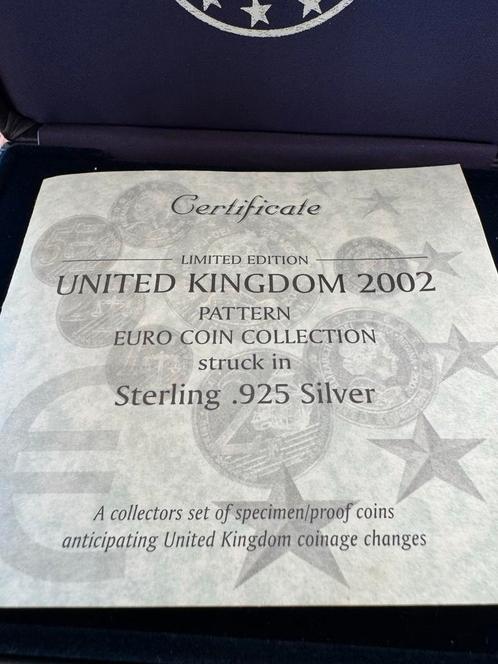 Certificate
LIMITED EDITION
UNITED KINGDOM 2002
PATTERN
EURO COIN COLLECTION
struck in
Sterling .925 Silver
A collectors set of specimen/proof coins
anticipating United Kingdom coinage changes